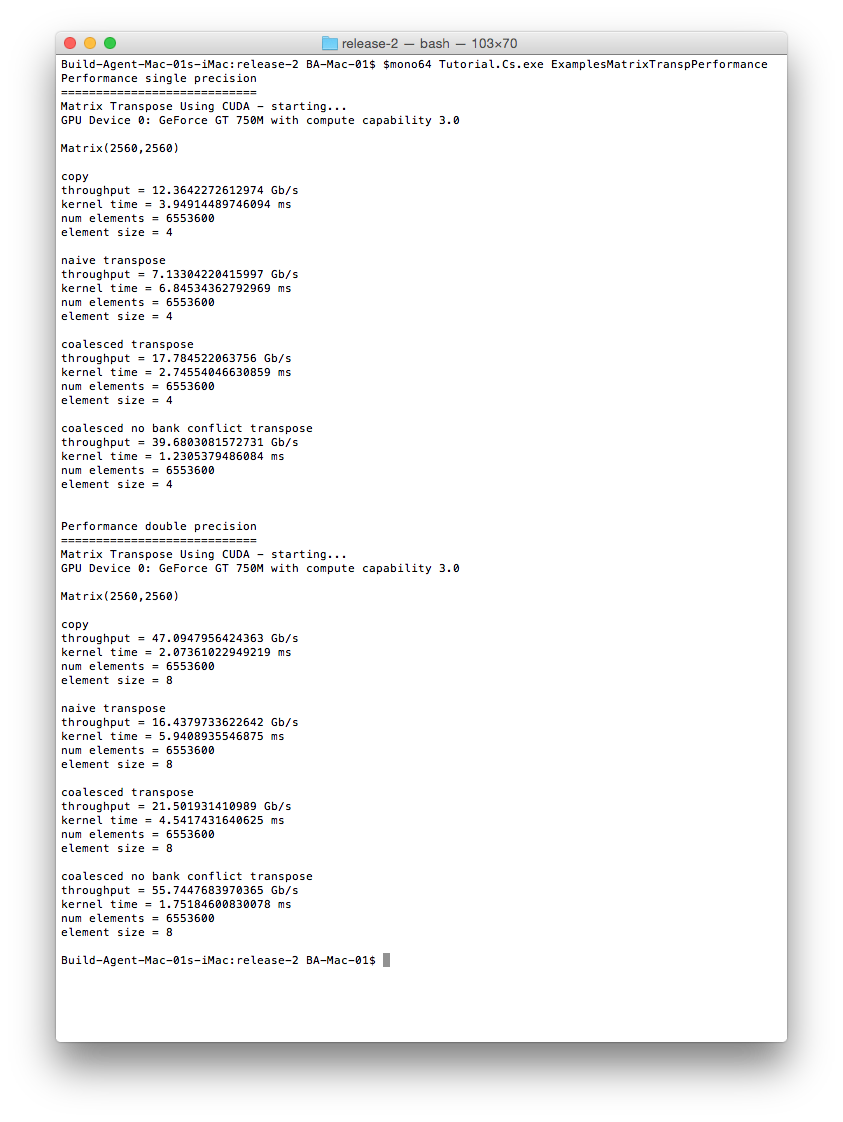 release-2 — bash — 103×70
Build-Agent-Mac-01s-iMac:release-2 BA-Mac-01$ $mono64 Tutorial.Cs.exe ExamplesMatrixTranspPerformance
Performance single precision
============================
Matrix Transpose Using CUDA - starting...
GPU Device 0: GeForce GT 750M with compute capability 3.0
Matrix(2560,2560)
copy
throughput = 12.3642272612974 Gb/s
kernel time = 3.94914489746094 ms
num elements = 6553600
element size = 4
naive transpose
throughput = 7.13304220415997 Gb/s
kernel time = 6.84534362792969 ms
num elements = 6553600
element size = 4
coalesced transpose
throughput = 17.784522063756 Gb/s
kernel time = 2.74554046630859 ms
num elements = 6553600
element size = 4
coalesced no bank conflict transpose
throughput = 39.6803081572731 Gb/s
kernel time = 1.2305379486084 ms
num elements = 6553600
element size = 4
Performance double precision
============================
Matrix Transpose Using CUDA - starting...
GPU Device 0: GeForce GT 750M with compute capability 3.0
Matrix(2560,2560)
copy
throughput = 47.0947956424363 Gb/s
kernel time = 2.07361022949219 ms
num elements = 6553600
element size = 8
naive transpose
throughput = 16.4379733622642 Gb/s
kernel time = 5.9408935546875 ms
num elements = 6553600
element size = 8
coalesced transpose
throughput = 21.501931410989 Gb/s
kernel time = 4.5417431640625 ms
num elements = 6553600
element size = 8
coalesced no bank conflict transpose
throughput = 55.7447683970365 Gb/s
kernel time = 1.75184600830078 ms
num elements = 6553600
element size = 8
Build-Agent-Mac-01s-iMac:release-2 BA-Mac-01$